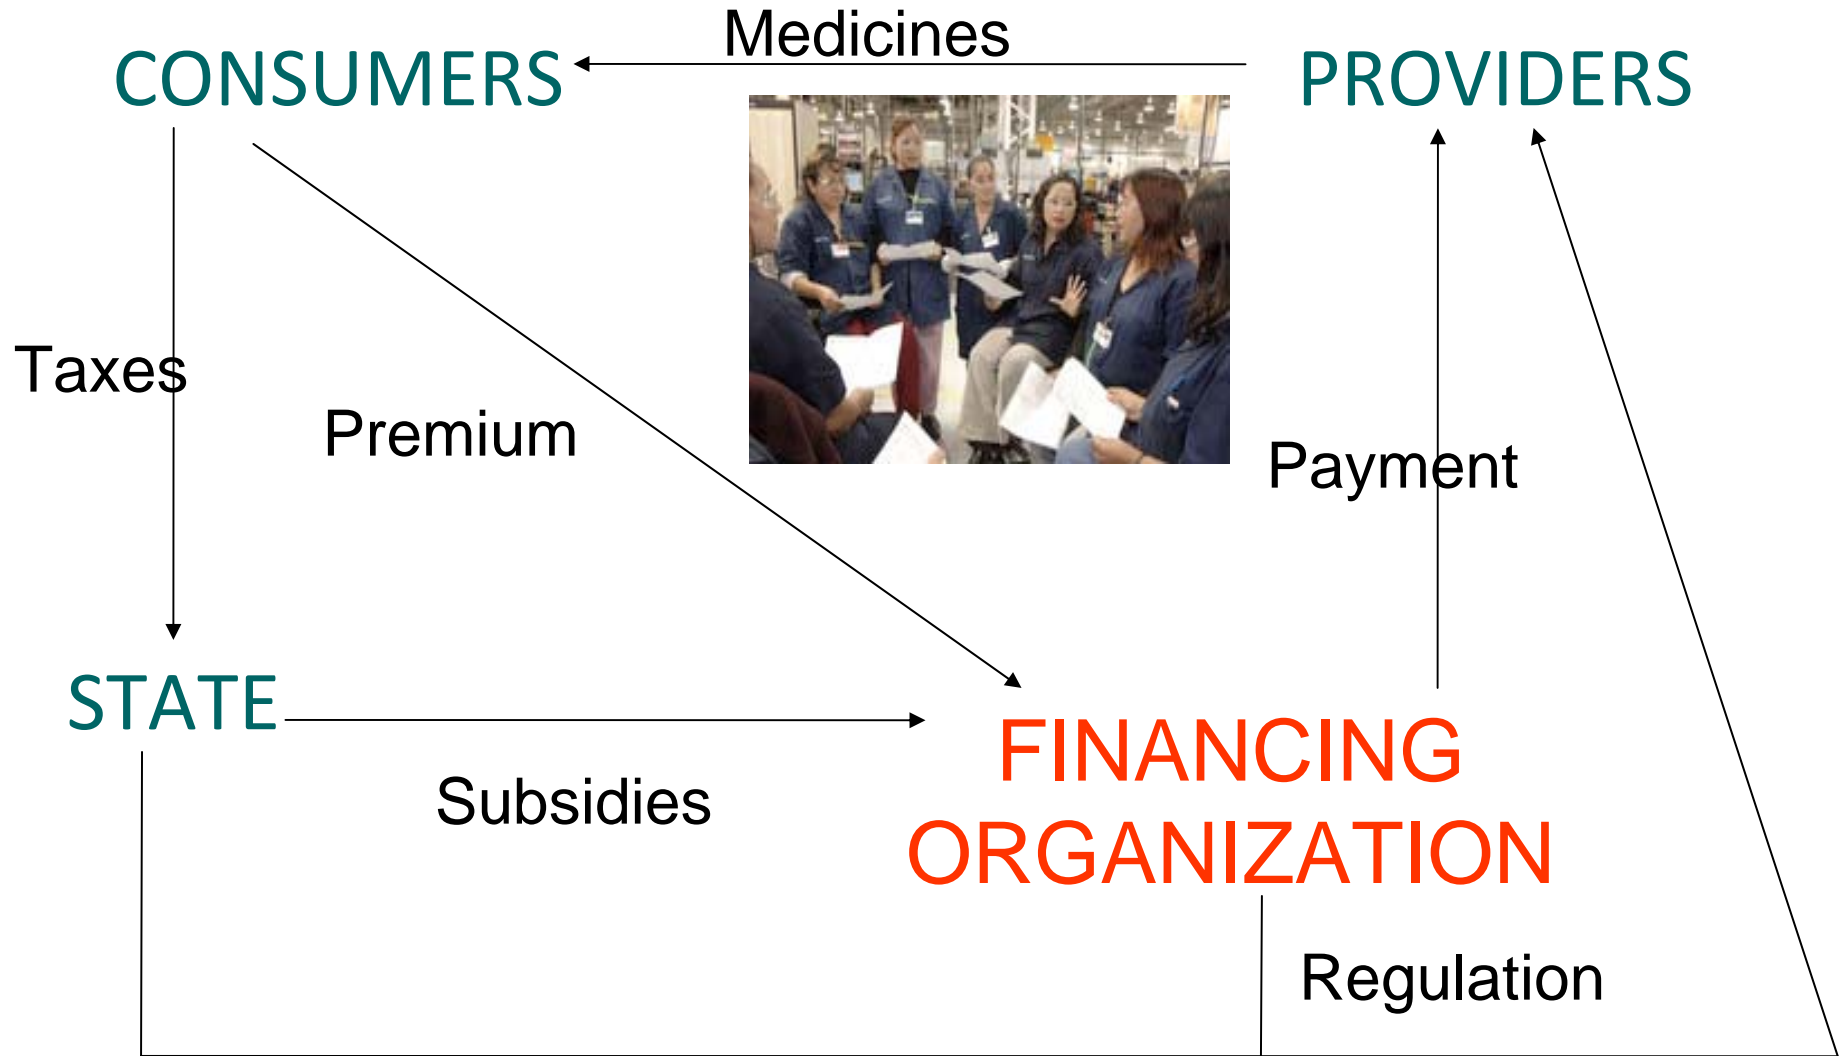 Medicines
CONSUMERS
PROVIDERS
Taxes
Premium
Payment
STATE
Subsidies
FINANCING
ORGANIZATION
Regulation